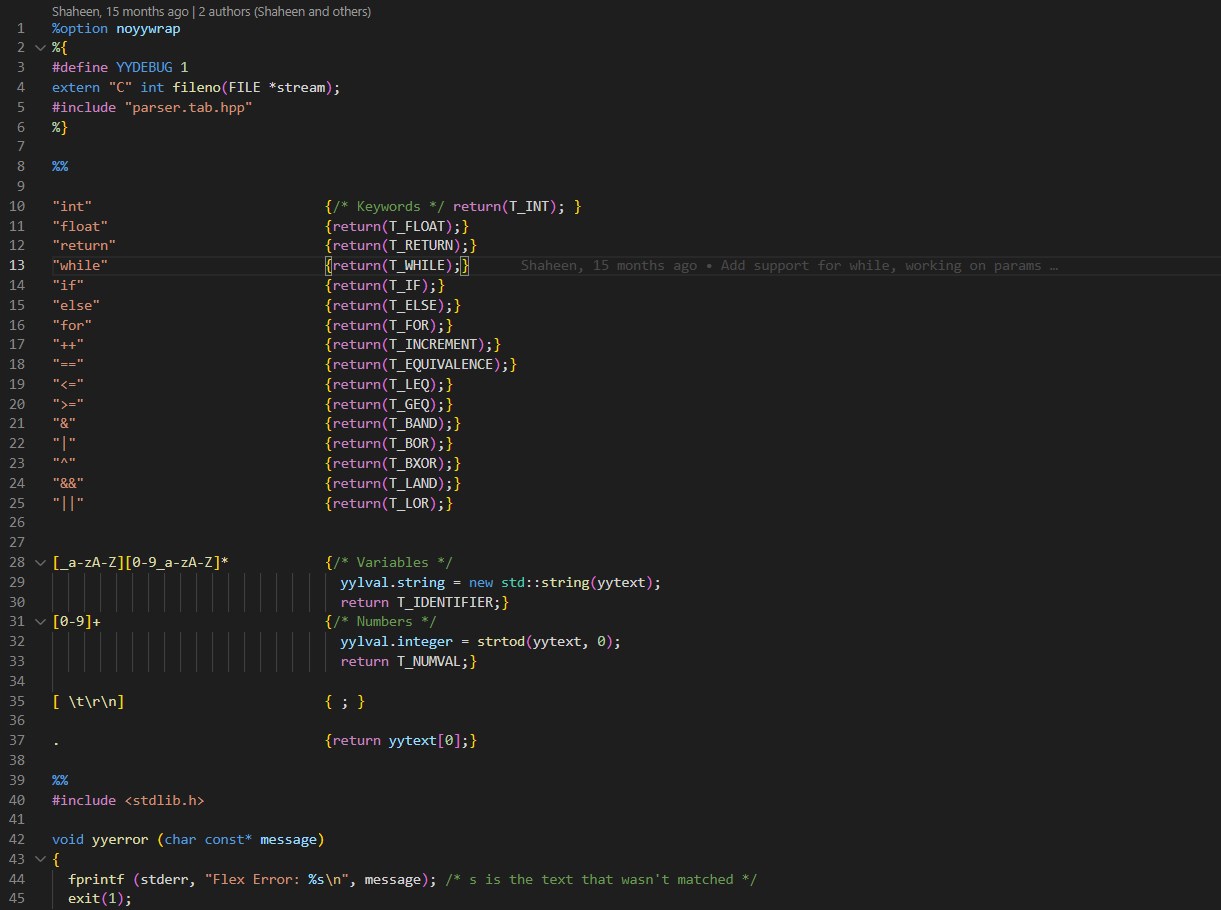 Shaheen, 15 months ago | 2 authors (Shaheen and others)
1 %option noyywrap
2 %{
3 #define YYDEBUG 1
4 extern "C" int fileno(FILE *stream);
5 #include "parser.tab.hpp"
6 %}
7
8 %%
9
10 "int" {/* Keywords */ return(T_INT); }
11 "float" {return(T_FLOAT);}
12 "return" {return(T_RETURN);}
13 "while" {return(T_WHILE);} Shaheen, 15 months ago • Add support for while, working on params …
14 "if" {return(T_IF);}
15 "else" {return(T_ELSE);}
16 "for" {return(T_FOR);}
17 "++" {return(T_INCREMENT);}
18 "==" {return(T_EQUIVALENCE);}
19 "<=" {return(T_LEQ);}
20 ">=" {return(T_GEQ);}
21 "&" {return(T_BAND);}
22 "|" {return(T_BOR);}
23 "^" {return(T_BXOR);}
24 "&&" {return(T_LAND);}
25 "||" {return(T_LOR);}
26
27
28 [_a-zA-Z][0-9_a-zA-Z]* {/* Variables */
29 yylval.string = new std::string(yytext);
30 return T_IDENTIFIER;}
31 [0-9]+ {/* Numbers */
32 yylval.integer = strtod(yytext, 0);
33 return T_NUMVAL;}
34
35 [ \t\r\n] { ; }
36
37 . {return yytext[0];}
38
39 %%
40 #include <stdlib.h>
41
42 void yyerror (char const* message)
43 {
44 fprintf (stderr, "Flex Error: %s\n", message); /* s is the text that wasn't matched */
45 exit(1);